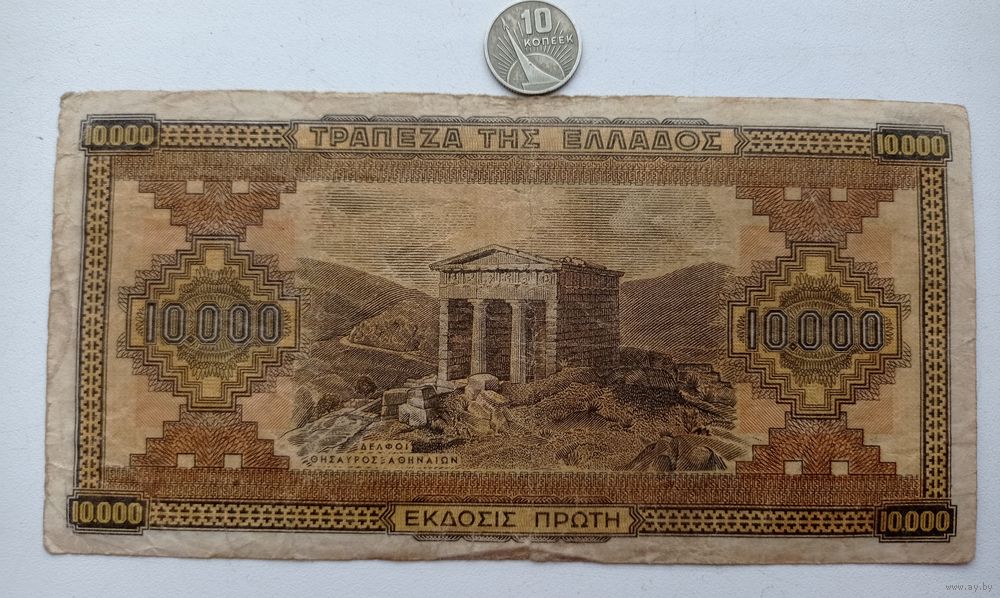 10
КОПЕЕК
10.000 ΤΡΑΠΕΖΑ ΤΗΣ ΕΛΛΑΔΟΣ 10.000
10.000 10.000
ΔΕΛΦΟΙ
ΘΗΣΑΥΡΟΣ ΑΘΗΝΑΙΩΝ
10.000 ΕΚΔΟΣΙΣ ΠΡΩΤΗ 10.000
www.ay.by